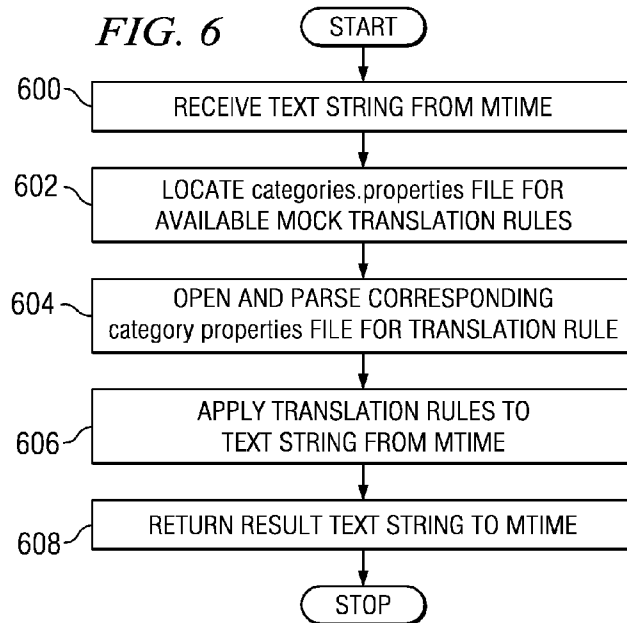 FIG. 6
START
600
RECEIVE TEXT STRING FROM MTIME
602
LOCATE categories.properties FILE FOR
AVAILABLE MOCK TRANSLATION RULES
604
OPEN AND PARSE CORRESPONDING
category properties FILE FOR TRANSLATION RULE
606
APPLY TRANSLATION RULES TO
TEXT STRING FROM MTIME
608
RETURN RESULT TEXT STRING TO MTIME
STOP